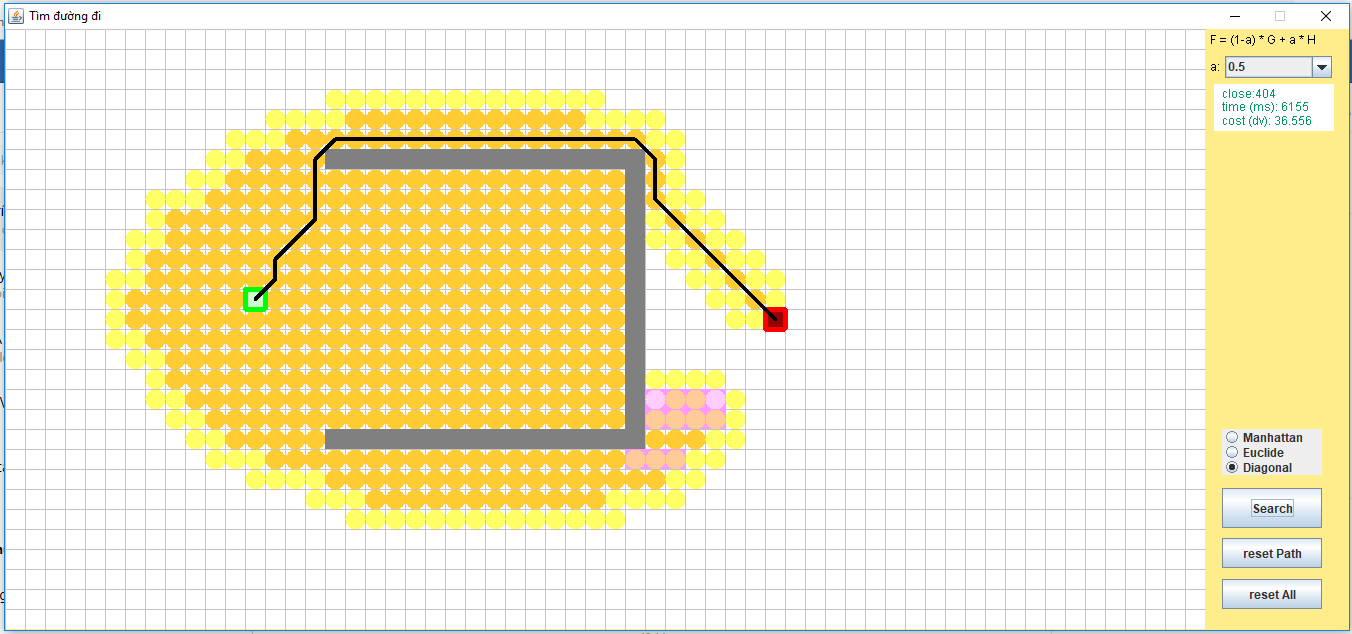 Tìm đường đi
F = (1-a) * G + a * H
a: 0.5
close:404
time (ms): 6155
cost (dv): 36.556
Manhattan
Euclide
Diagonal
Search
reset Path
reset All